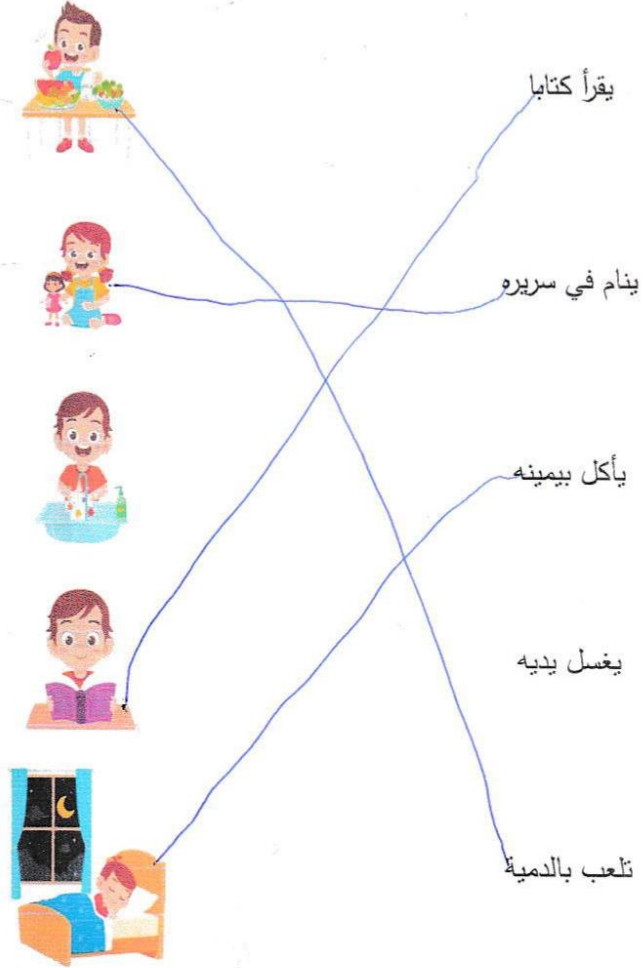 يقرأ كتابا
ينام في سريره
يأكل بيمينه
يغسل يديه
تلعب بالدمية